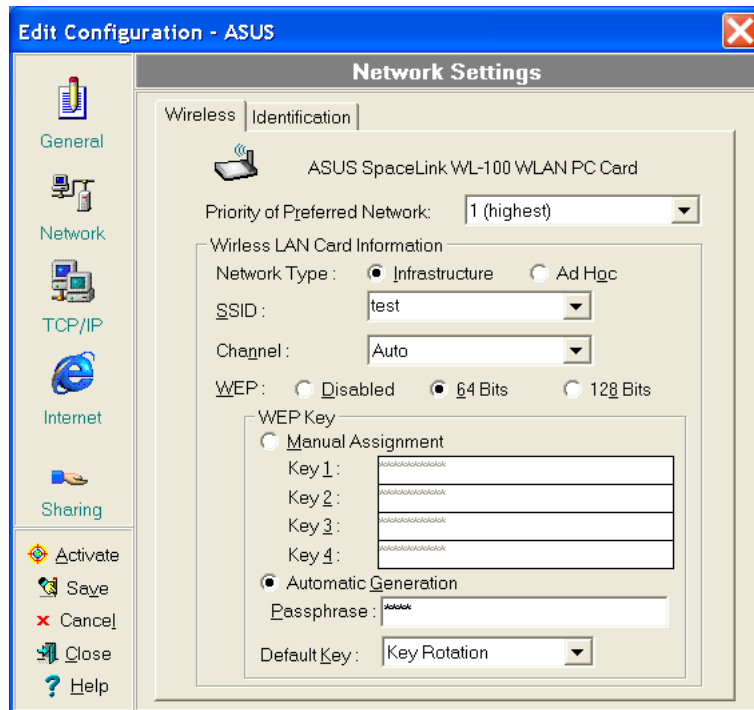 Edit Configuration - ASUS
General
Network
TCP/IP
Internet
Sharing
Activate
Save
Cancel
Close
Help
Network Settings
Wireless
Identification
ASUS SpaceLink WL-100 WLAN PC Card
Priority of Preferred Network: 1 (highest)
Wirless LAN Card Information
Network Type : Infrastructure Ad Hoc
SSID : test
Channel : Auto
WEP : Disabled 64 Bits 128 Bits
WEP Key
Manual Assignment
Key 1 : **********
Key 2 : **********
Key 3 : **********
Key 4 : **********
Automatic Generation
Passphrase : ****
Default Key : Key Rotation